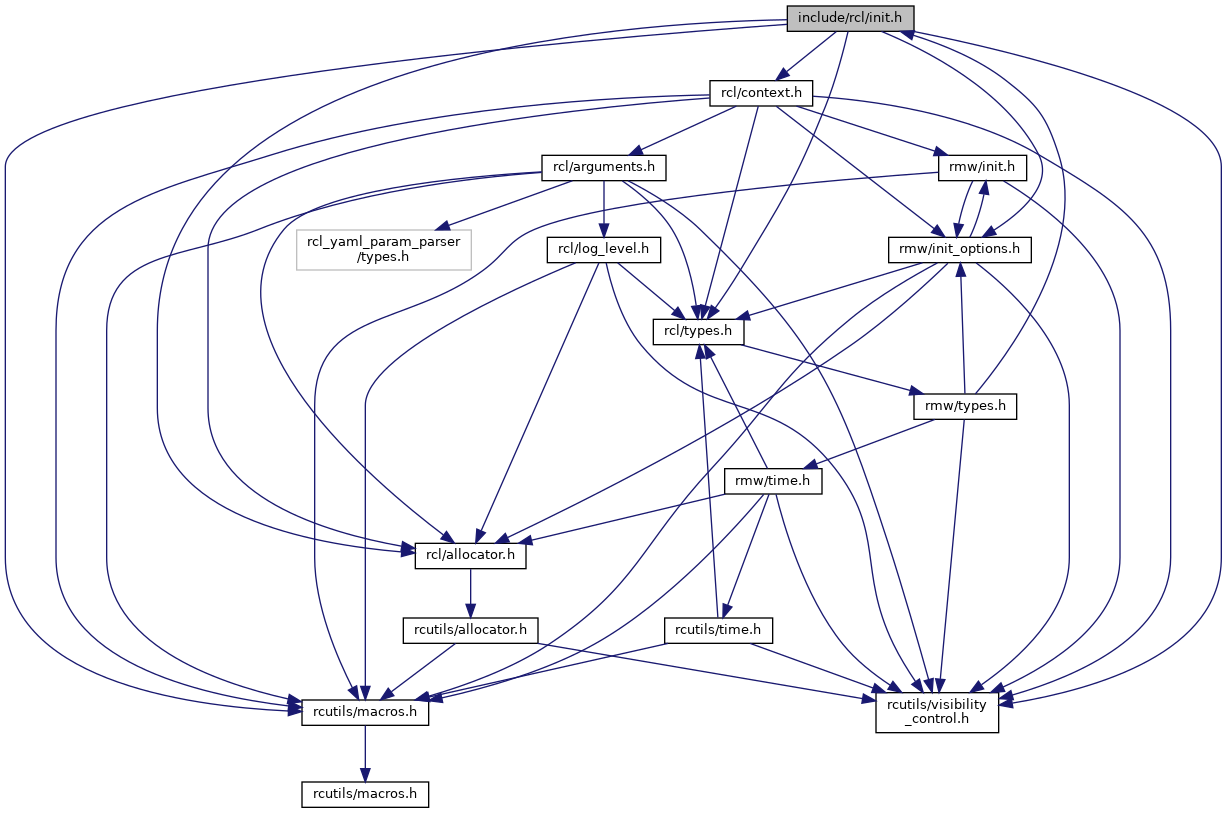 include/rcl/init.h
rcl/context.h
rcl/arguments.h
rmw/init.h
rcl_yaml_param_parser
/types.h
rcl/log_level.h
rmw/init_options.h
rcl/types.h
rmw/types.h
rmw/time.h
rcl/allocator.h
rcutils/allocator.h
rcutils/time.h
rcutils/macros.h
rcutils/visibility
_control.h
rcutils/macros.h